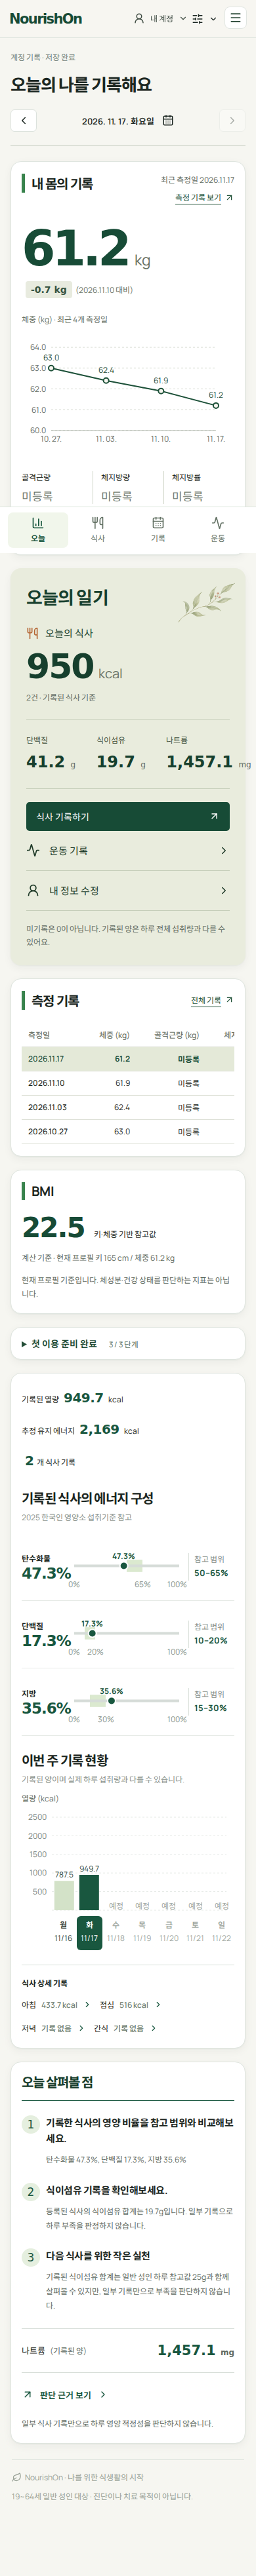 NourishOn
내 계정
계정 기록 · 저장 완료
오늘의 나를 기록해요
2026. 11. 17. 화요일
내 몸의 기록
최근 측정일 2026.11.17
측정 기록 보기
61.2 kg
-0.7 kg (2026.11.10 대비)
체중 (kg) · 최근 4개 측정일
64.0
63.0
62.0
61.0
60.0
63.0
62.4
61.9
61.2
10. 27.
11. 03.
11. 10.
11. 17.
골격근량
체지방량
체지방률
미등록
미등록
미등록
오늘
식사
기록
운동
오늘의 일기
오늘의 식사
950 kcal
2건 · 기록된 식사 기준
단백질
식이섬유
나트륨
41.2 g
19.7 g
1,457.1 mg
식사 기록하기
운동 기록
내 정보 수정
미기록은 0이 아닙니다. 기록된 양은 하루 전체 섭취량과 다를 수
있어요.
측정 기록
전체 기록
측정일 체중 (kg) 골격근량 (kg)
2026.11.17 61.2 미등록
2026.11.10 61.9 미등록
2026.11.03 62.4 미등록
2026.10.27 63.0 미등록
BMI
22.5 키·체중 기반 참고값
계산 기준 · 현재 프로필 키 165 cm / 체중 61.2 kg
현재 프로필 기준입니다. 체성분·건강 상태를 판단하는 지표는 아닙
니다.
첫 이용 준비 완료 3 / 3 단계
기록된 열량 949.7 kcal
추정 유지 에너지 2,169 kcal
2 개 식사 기록
기록된 식사의 에너지 구성
2025 한국인 영양소 섭취기준 참고
탄수화물
47.3%
47.3%
0% 65% 100%
참고 범위
50–65%
단백질
17.3%
17.3%
0% 20% 100%
참고 범위
10–20%
지방
35.6%
35.6%
0% 30% 100%
참고 범위
15–30%
이번 주 기록 현황
기록된 양이며 실제 하루 섭취량과 다를 수 있습니다.
열량 (kcal)
2500
2000
1500
1000
500
787.5
949.7
예정 예정 예정 예정 예정
월 화 수 목 금 토 일
11/16 11/17 11/18 11/19 11/20 11/21 11/22
식사 상세 기록
아침 433.7 kcal
점심 516 kcal
저녁 기록 없음
간식 기록 없음
오늘 살펴볼 점
1 기록한 식사의 영양 비율을 참고 범위와 비교해보
세요.
탄수화물 47.3%, 단백질 17.3%, 지방 35.6%
2 식이섬유 기록을 확인해보세요.
등록된 식사의 식이섬유 합계는 19.7g입니다. 일부 기록으로
하루 부족을 판정하지 않습니다.
3 다음 식사를 위한 작은 실천
기록된 식이섬유 합계는 일반 성인 하루 참고값 25g과 함께
살펴볼 수 있지만, 일부 기록만으로 부족을 판단하지 않습니
다.
나트륨 (기록된 양) 1,457.1 mg
판단 근거 보기
일부 식사 기록만으로 하루 영양 적정성을 판단하지 않습니다.
NourishOn · 나를 위한 식생활의 시작
19–64세 일반 성인 대상 · 진단이나 치료 목적이 아닙니다.